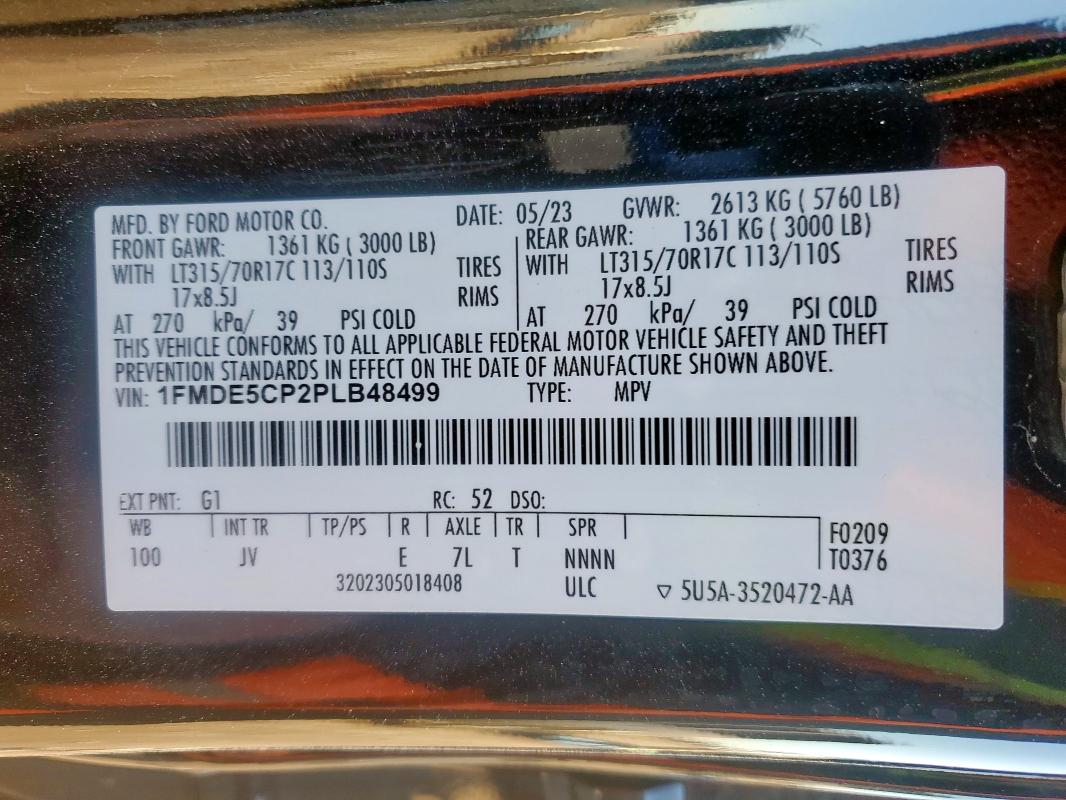 MFD. BY FORD MOTOR CO. DATE: 05/23 GVWR: 2613 KG ( 5760 LB)
FRONT GAWR: 1361 KG ( 3000 LB) REAR GAWR: 1361 KG ( 3000 LB)
WITH LT315/70R17C 113/110S TIRES WITH LT315/70R17C 113/110S TIRES
17x8.5J RIMS 17x8.5J RIMS
AT 270 kPa/ 39 PSI COLD AT 270 kPa/ 39 PSI COLD
THIS VEHICLE CONFORMS TO ALL APPLICABLE FEDERAL MOTOR VEHICLE SAFETY AND THEFT
PREVENTION STANDARDS IN EFFECT ON THE DATE OF MANUFACTURE SHOWN ABOVE.
VIN: 1FMDE5CP2PLB48499 TYPE: MPV
EXT PNT: G1 RC: 52 DSO:
WB INT TR TP/PS R AXLE TR SPR F0209
100 JV E 7L T NNNN T0376
3202305018408 ULC ▽ 5U5A-3520472-AA